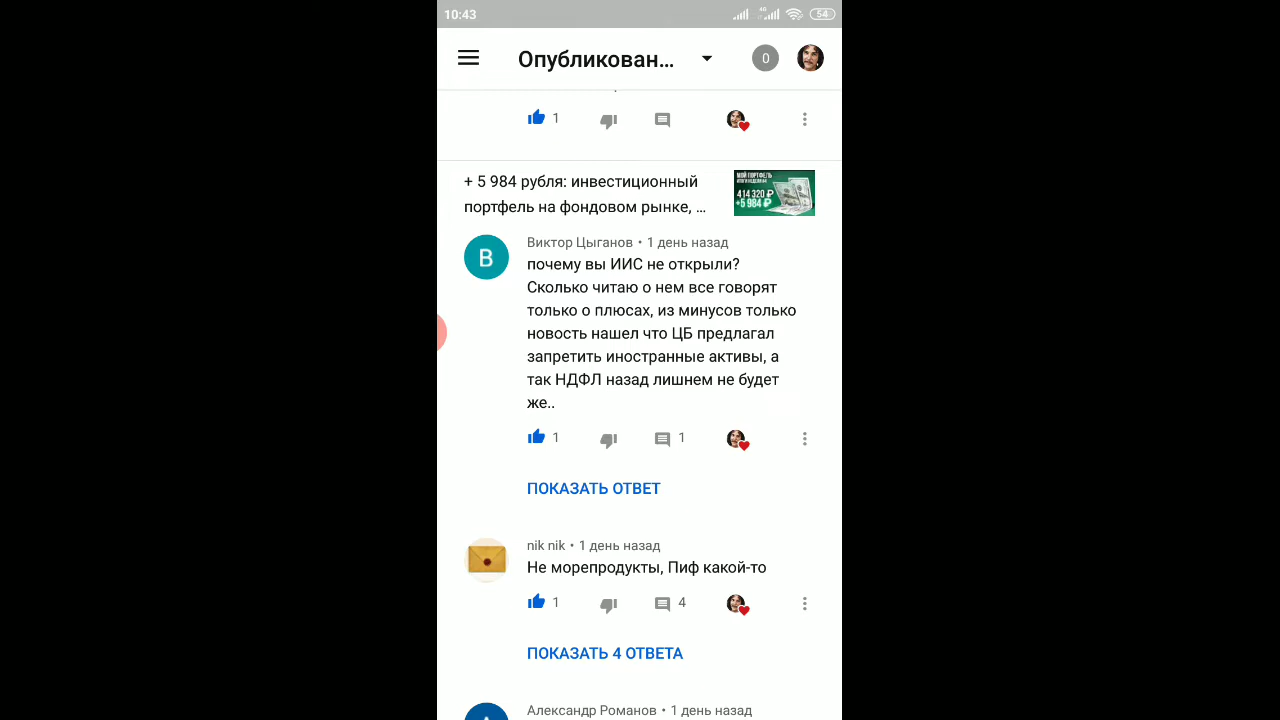 10:43
4G
54
Опубликован...
0
1
+ 5 984 рубля: инвестиционный
портфель на фондовом рынке, ...
МОЙ ПОРТФЕЛЬ
414 320 ₽
+5 984 ₽
В
Виктор Цыганов • 1 день назад
почему вы ИИС не открыли?
Сколько читаю о нем все говорят
только о плюсах, из минусов только
новость нашел что ЦБ предлагал
запретить иностранные активы, а
так НДФЛ назад лишнем не будет
же..
1
1
ПОКАЗАТЬ ОТВЕТ
nik nik • 1 день назад
Не морепродукты, Пиф какой-то
1
4
ПОКАЗАТЬ 4 ОТВЕТА
Александр Романов • 1 день назад